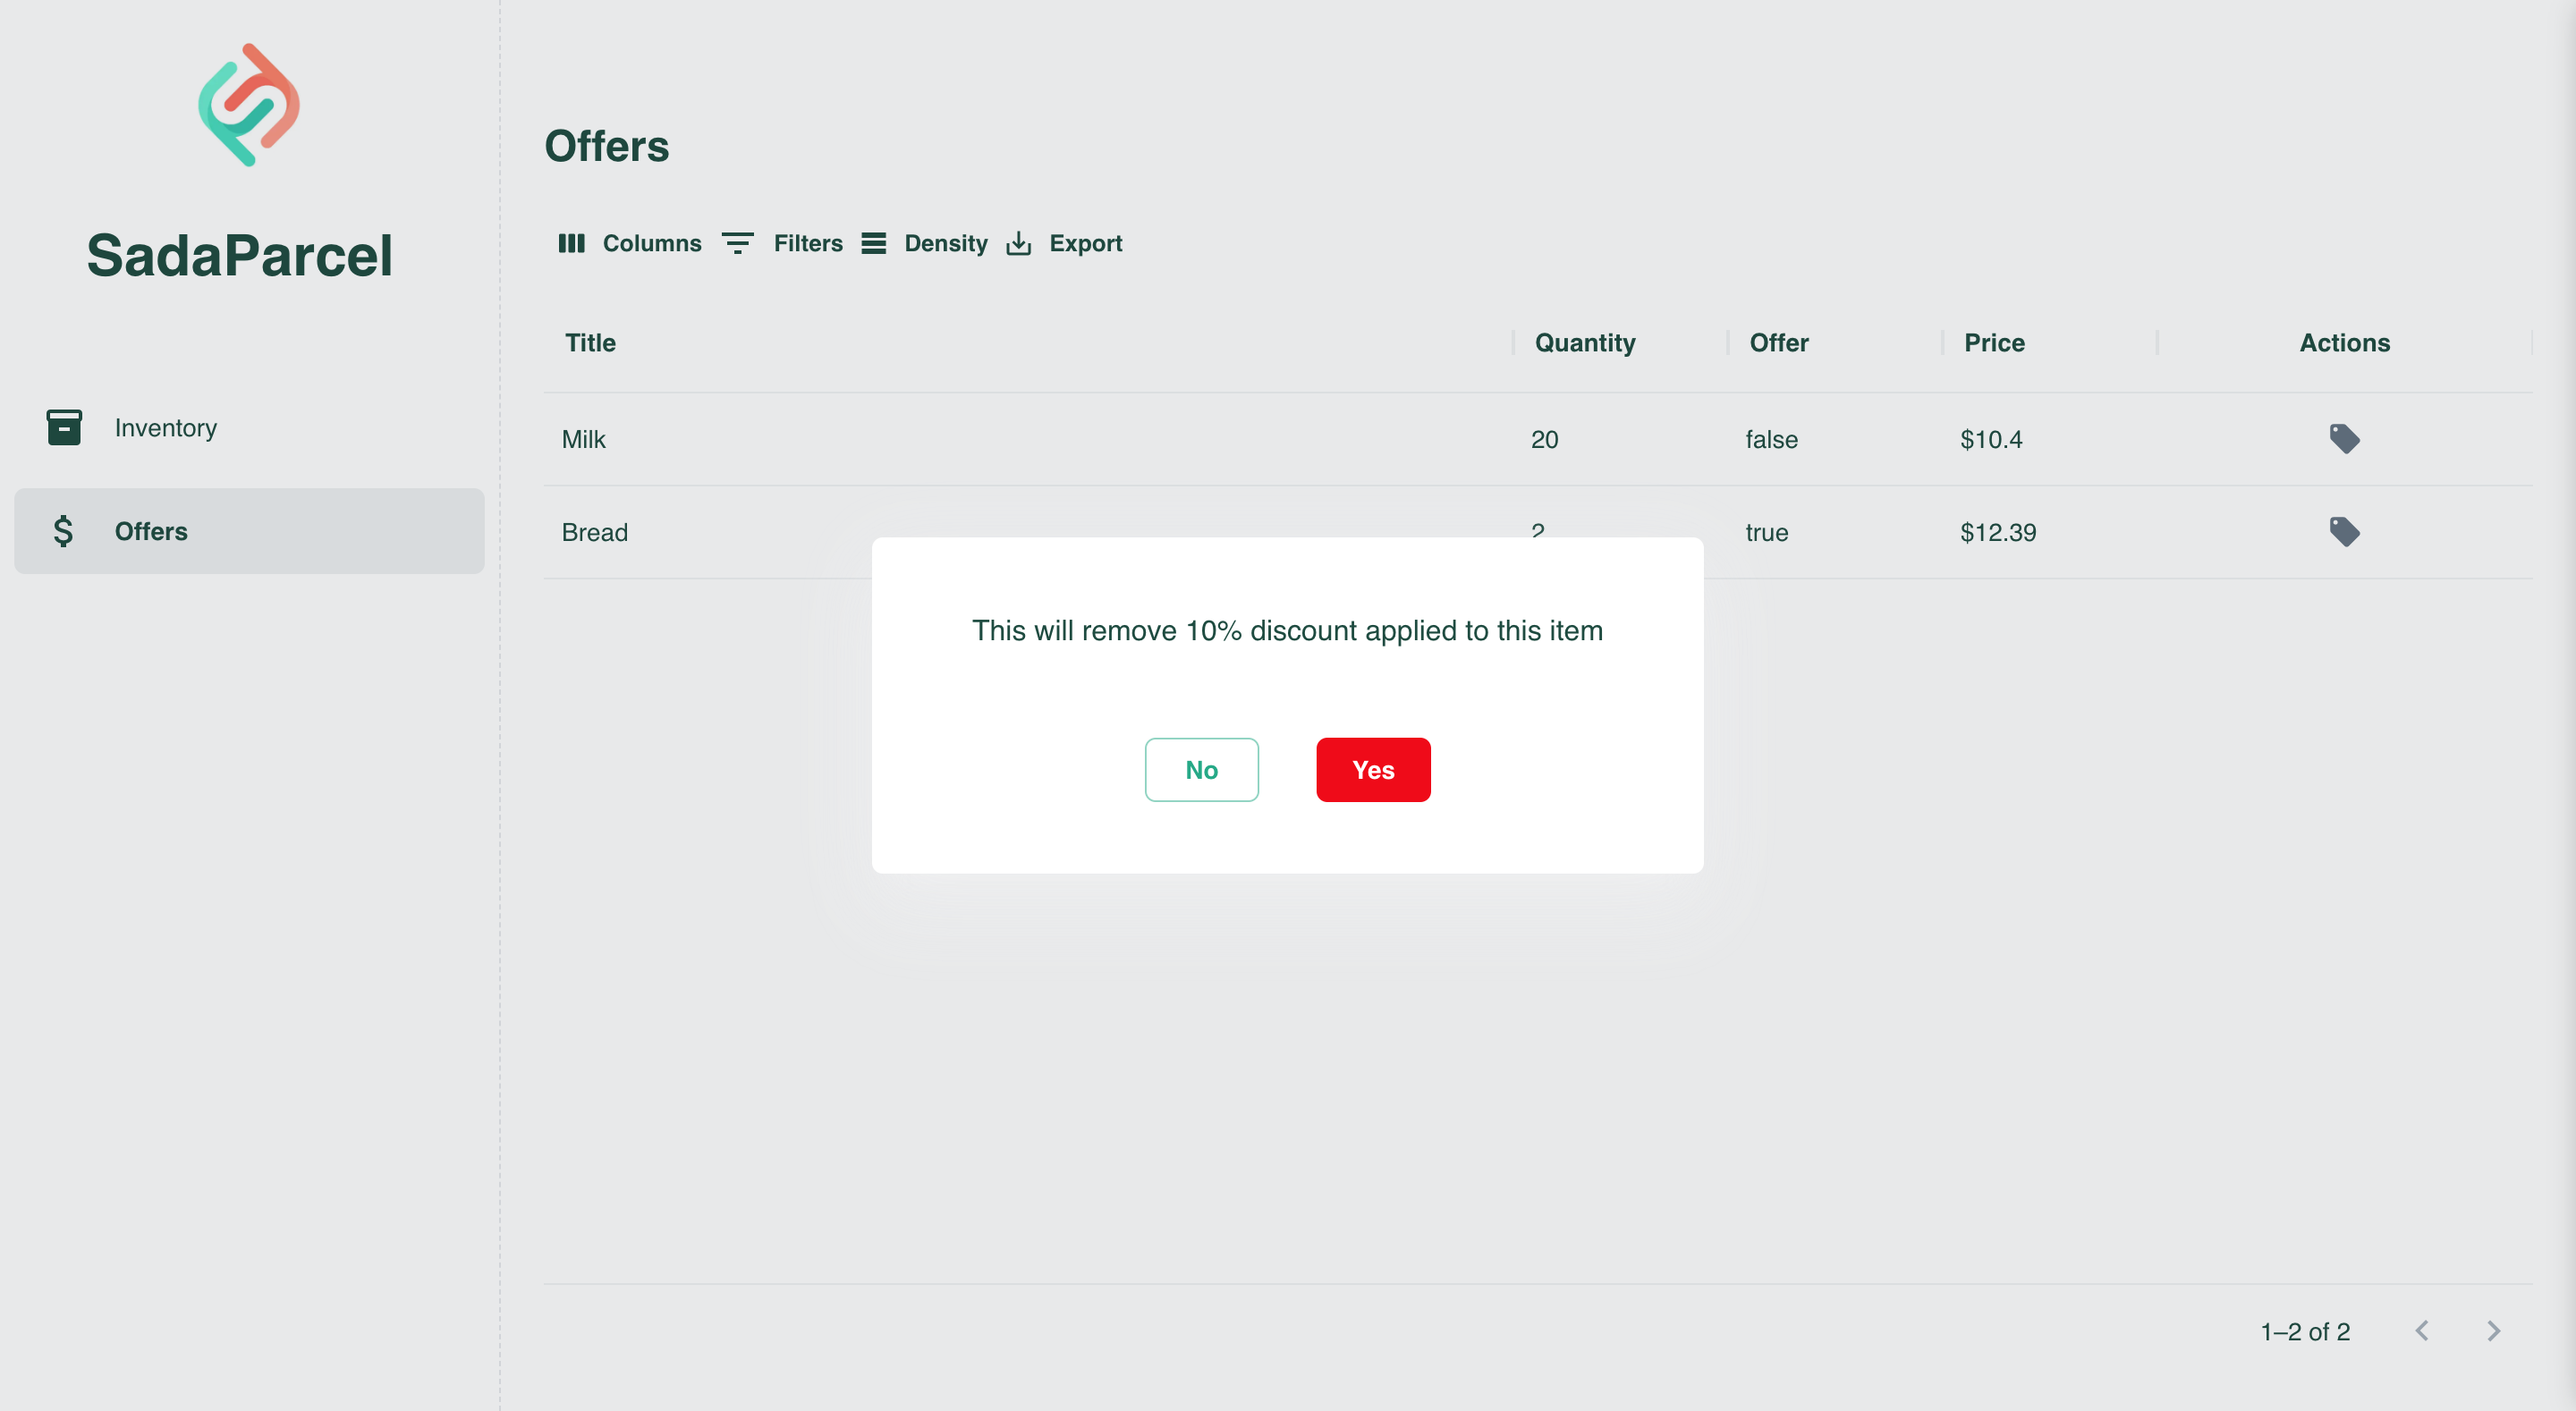 SadaParcel
Inventory
Offers
Offers
Columns Filters Density Export
Title Quantity Offer Price Actions
Milk 20 false $10.4
Bread 2 true $12.39
This will remove 10% discount applied to this item
No Yes
1–2 of 2